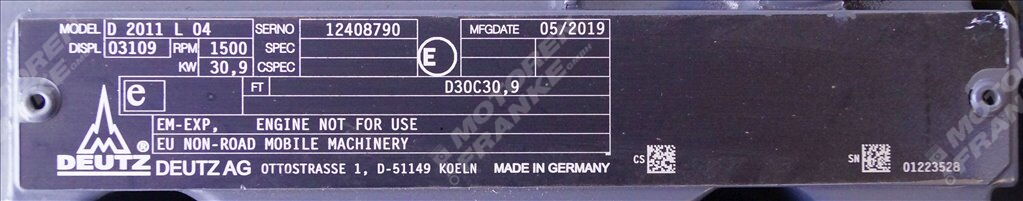 MODEL D 2011 L 04 SERNO 12408790 MFGDATE 05/2019
DISPL 03109 RPM 1500 SPEC
KW 30,9 CSPEC
E
e FT D30C30,9
EM-EXP, ENGINE NOT FOR USE
EU NON-ROAD MOBILE MACHINERY
DEUTZ ® DEUTZ AG OTTOSTRASSE 1, D-51149 KOELN MADE IN GERMANY
CS SN 01223528
© MOTOREN FRANKE